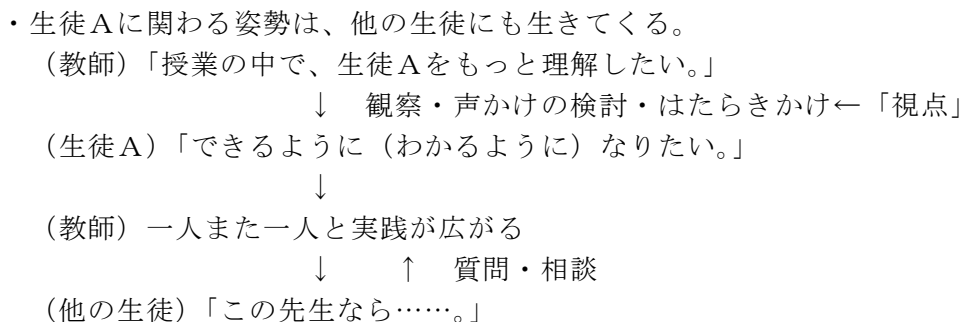 ・生徒Ａに関わる姿勢は、他の生徒にも生きてくる。
（教師）「授業の中で、生徒Ａをもっと理解したい。」
↓　観察・声かけの検討・はたらきかけ←「視点」
（生徒Ａ）「できるように（わかるように）なりたい。」
↓
（教師）一人また一人と実践が広がる
↓　↑　質問・相談
（他の生徒）「この先生なら……。」